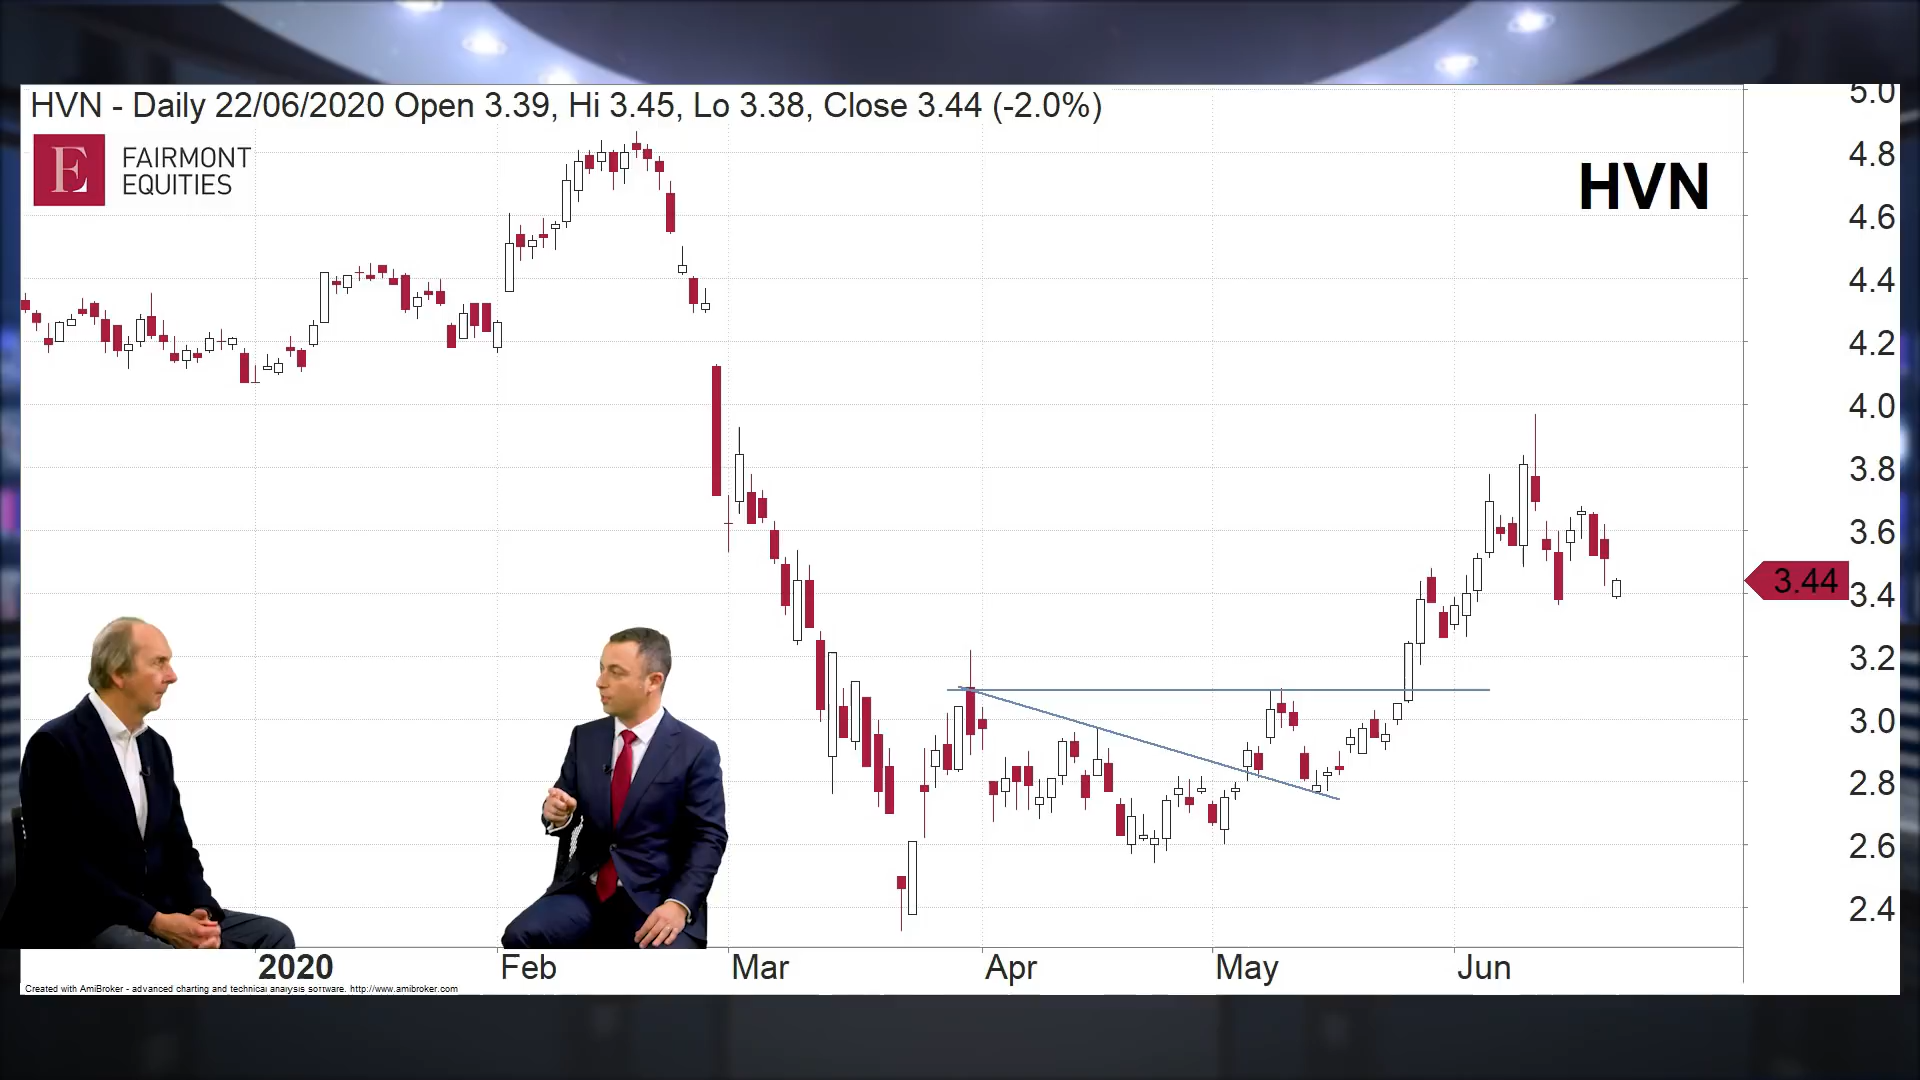 HVN - Daily 22/06/2020 Open 3.39, Hi 3.45, Lo 3.38, Close 3.44 (-2.0%)
E FAIRMONT
EQUITIES
HVN
5.0
4.8
4.6
4.4
4.2
4.0
3.8
3.6
3.44
3.4
3.2
3.0
2.8
2.6
2.4
2020 Feb Mar Apr May Jun
Created with AmiBroker - advanced charting and technical analysis software. http://www.amibroker.com